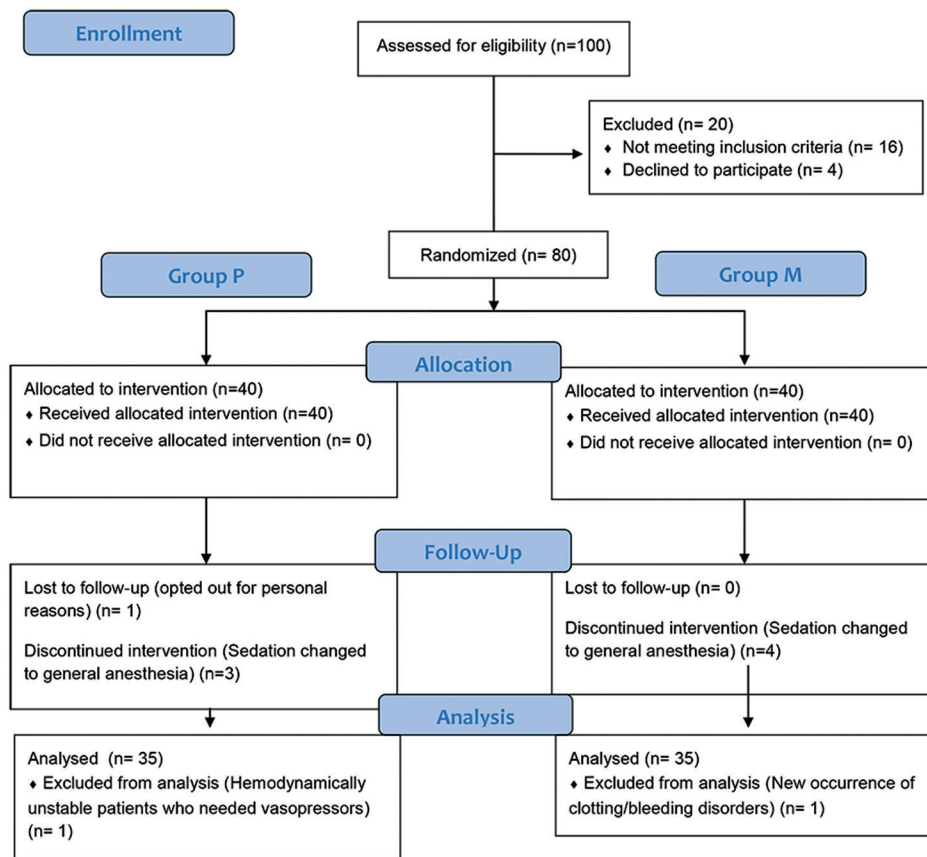 Enrollment
Assessed for eligibility (n=100)
Excluded (n= 20)
♦ Not meeting inclusion criteria (n= 16)
♦ Declined to participate (n= 4)
Randomized (n= 80)
Group P
Group M
Allocation
Allocated to intervention (n=40)
♦ Received allocated intervention (n=40)
♦ Did not receive allocated intervention (n= 0)
Allocated to intervention (n=40)
♦ Received allocated intervention (n=40)
♦ Did not receive allocated intervention (n= 0)
Follow-Up
Lost to follow-up (opted out for personal
reasons) (n= 1)
Discontinued intervention (Sedation changed
to general anesthesia) (n=3)
Lost to follow-up (n= 0)
Discontinued intervention (Sedation changed
to general anesthesia) (n=4)
Analysis
Analysed (n= 35)
♦ Excluded from analysis (Hemodynamically
unstable patients who needed vasopressors)
(n= 1)
Analysed (n= 35)
♦ Excluded from analysis (New occurrence of
clotting/bleeding disorders) (n= 1)